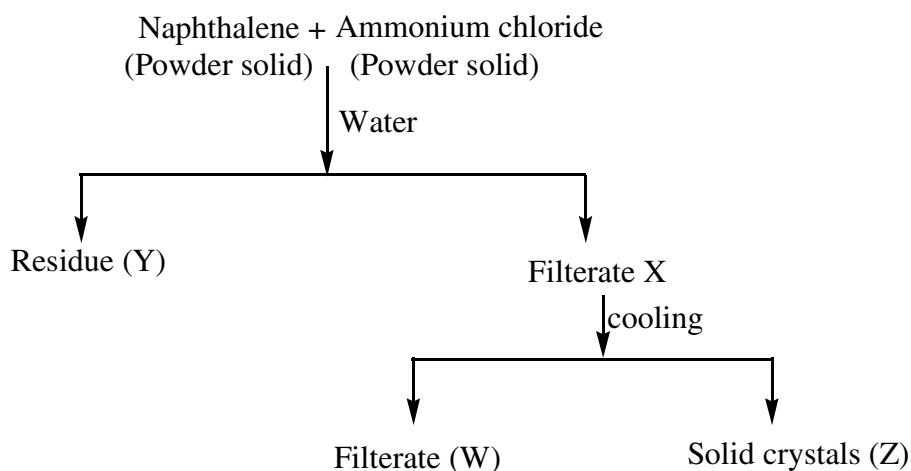 Naphthalene + Ammonium chloride
(Powder solid) (Powder solid)
Water
Residue (Y)
Filterate X
cooling
Filterate (W)
Solid crystals (Z)